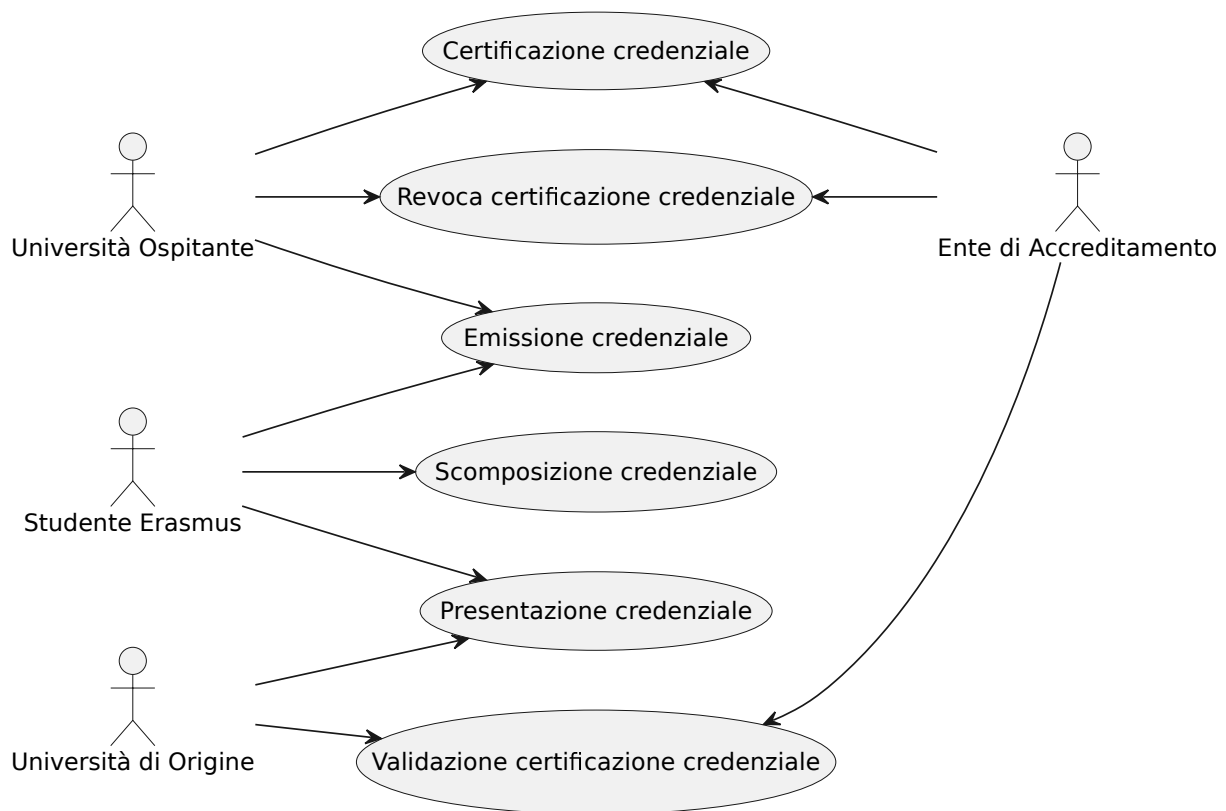 Certificazione credenziale
Revoca certificazione credenziale
Università Ospitante
Ente di Accreditamento
Emissione credenziale
Scomposizione credenziale
Studente Erasmus
Presentazione credenziale
Università di Origine
Validazione certificazione credenziale